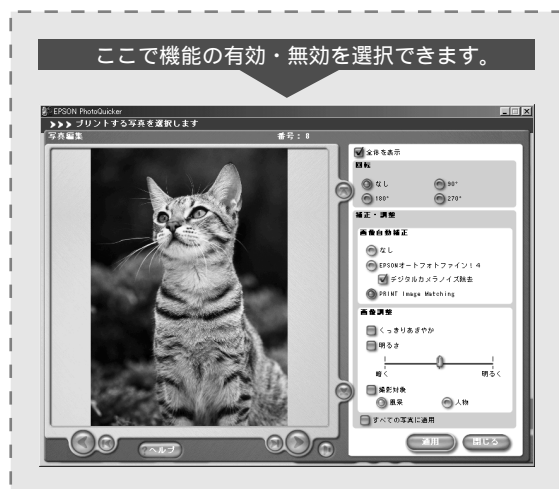 ここで機能の有効・無効を選択できます。
EPSON PhotoQuicker
>>> プリントする写真を選択します
写真編集
番号：8
全体を表示
回転
なし 90°
180° 270°
補正・調整
画像自動補正
なし
EPSONオートフォトファイン！4
デジタルカメラノイズ除去
PRINT Image Matching
画像調整
くっきりあざやか
明るさ
暗く 明るく
撮影対象
風景 人物
すべての写真に適用
?ヘルプ
適用 閉じる